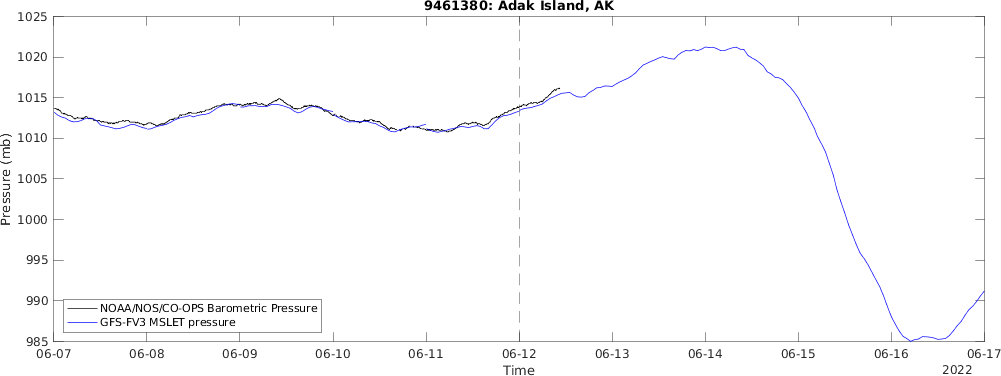 9461380: Adak Island, AK
Pressure (mb)
1025
1020
1015
1010
1005
1000
995
990
985
NOAA/NOS/CO-OPS Barometric Pressure
GFS-FV3 MSLET pressure
06-07 06-08 06-09 06-10 06-11 06-12 06-13 06-14 06-15 06-16 06-17
Time
2022